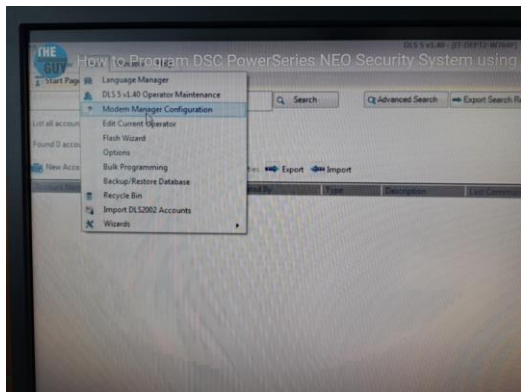 DLS 5 v1.40 -
THE
GUY
How to Program DSC PowerSeries NEO Security System using
Start Page
Language Manager
DLS 5 v1.40 Operator Maintenance
Modem Manager Configuration
Edit Current Operator
Flash Wizard
Options
Bulk Programming
Backup/Restore Database
Recycle Bin
Import DLS2002 Accounts
Wizards
Search
Advanced Search
Export Search
List all accoun
Found 0 acco
New Acco
Export
Import
By
Type
Description